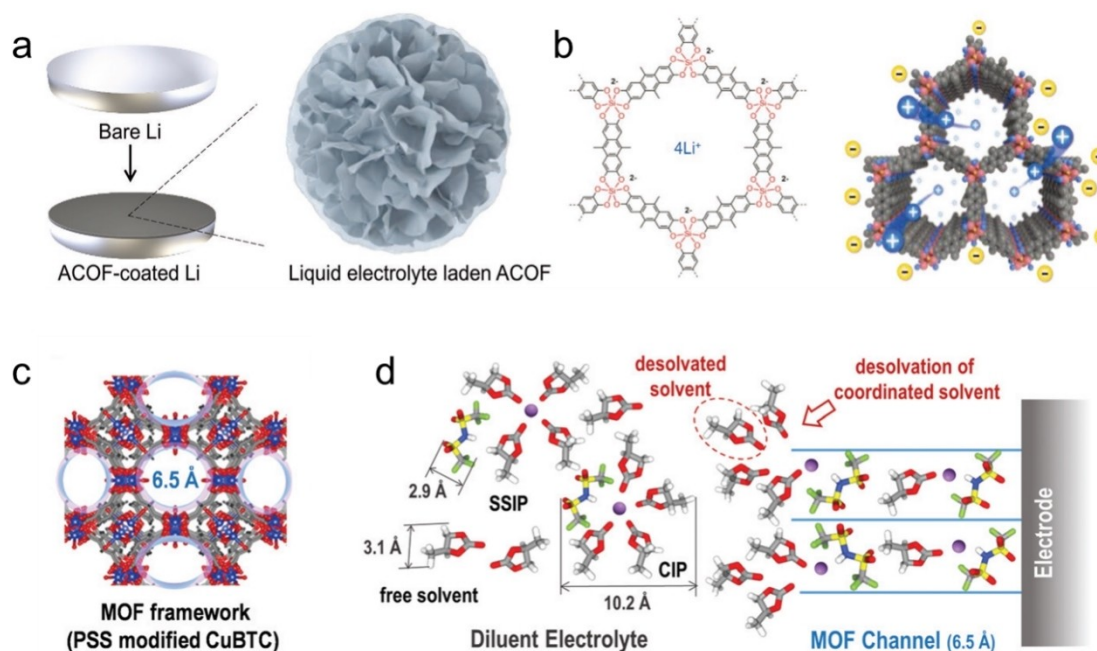 a
Bare Li
ACOF-coated Li
Liquid electrolyte laden ACOF
b
2-
2-
2-
4Li⁺
2-
2-
2-
c
6.5 Å
MOF framework
(PSS modified CuBTC)
d
desolvated
solvent
desolvation of
coordinated solvent
2.9 Å
SSIP
3.1 Å
free solvent
CIP
10.2 Å
Diluent Electrolyte
MOF Channel (6.5 Å)
Electrode